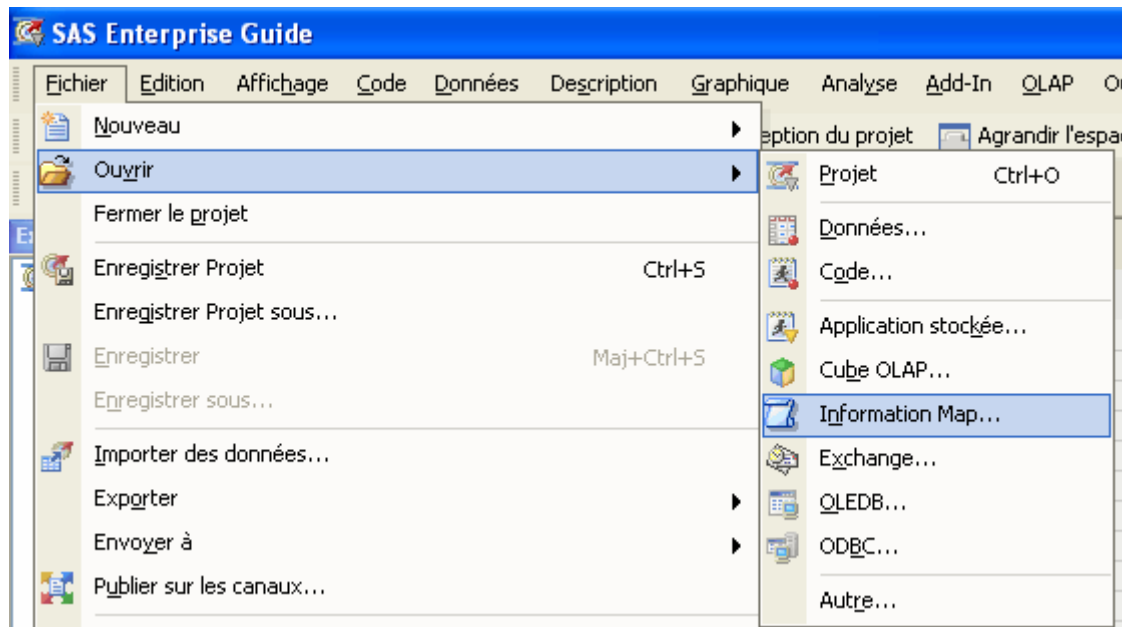 SAS Enterprise Guide
Fichier Edition Affichage Code Données Description Graphique Analyse Add-In OLAP
Nouveau
du projet Agrandir
Ouvrir
Projet Ctrl+O
Fermer le projet
Données...
Enregistrer Projet Ctrl+S
Code...
Enregistrer Projet sous...
Application stockée...
Enregistrer Maj+Ctrl+S
Cube OLAP...
Enregistrer sous...
Information Map...
Importer des données...
Exchange...
Exporter
OLEDB...
Envoyer à
ODBC...
Publier sur les canaux...
Autre...